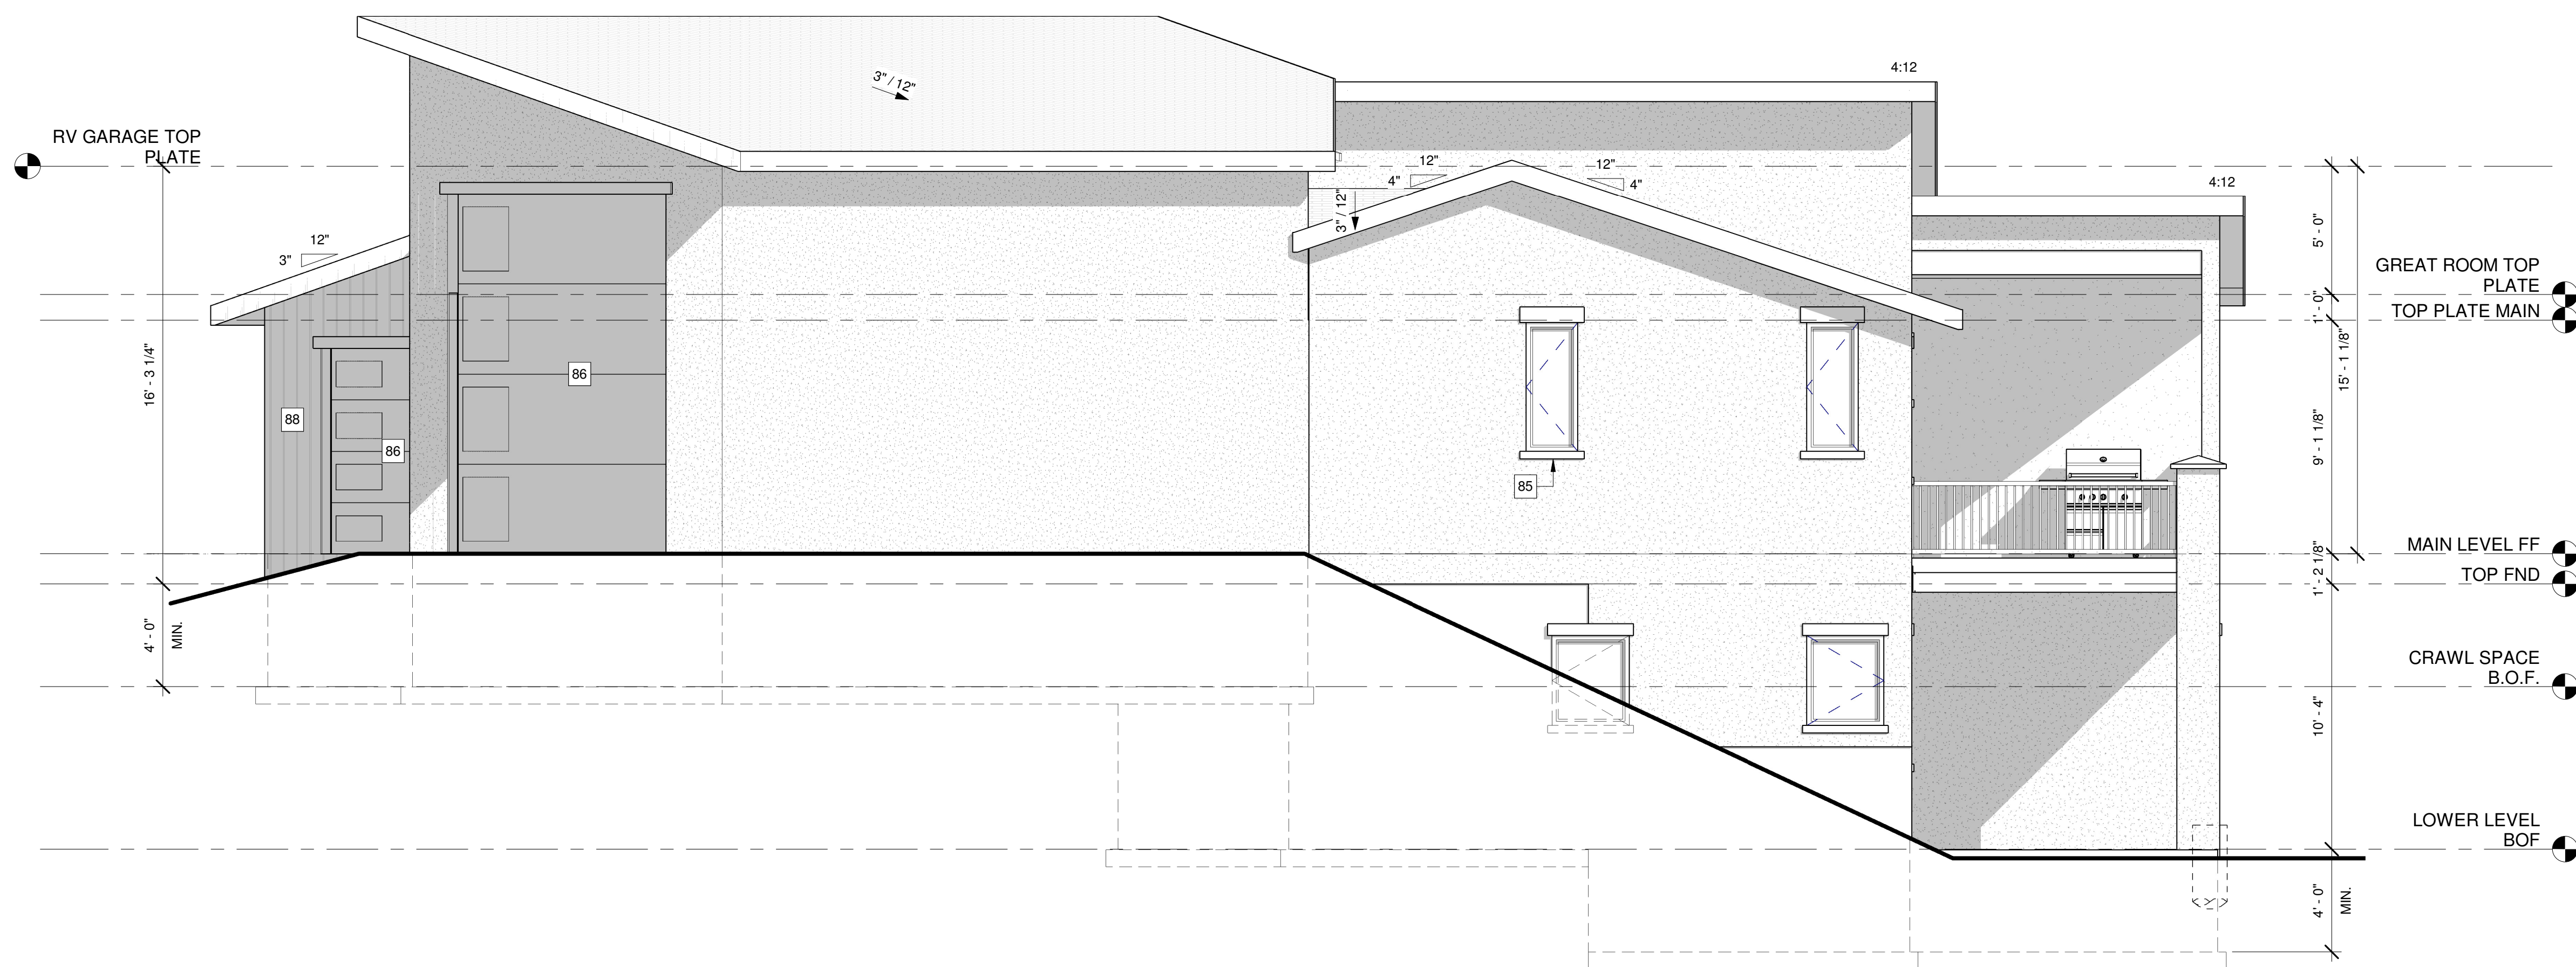 4:12
3" / 12"
RV GARAGE TOP
PLATE
12"
4"
12"
4"
3" / 12"
4:12
12"
3"
5' - 0"
GREAT ROOM TOP
PLATE
1' - 0"
TOP PLATE MAIN
16' - 3 1/4"
15' - 1 1/8"
86
88
86
9' - 1 1/8"
85
MAIN LEVEL FF
1' - 2 1/8"
TOP FND
4' - 0"
MIN.
CRAWL SPACE
B.O.F.
10' - 4"
LOWER LEVEL
BOF
4' - 0"
MIN.